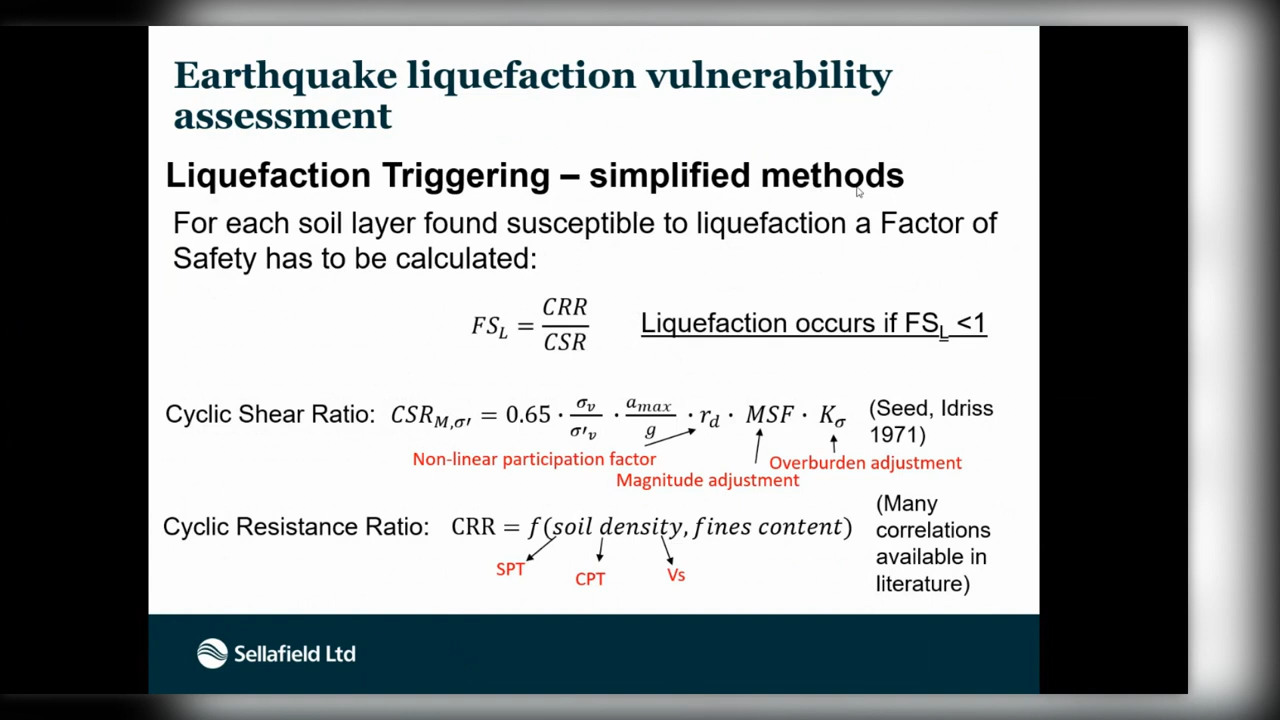 Earthquake liquefaction vulnerability
assessment
Liquefaction Triggering – simplified methods
For each soil layer found susceptible to liquefaction a Factor of
Safety has to be calculated:
FS_L = CRR/CSR
Liquefaction occurs if FS_L <1
Cyclic Shear Ratio: CSR_{M,σ'} = 0.65 · σ_v/σ'_v · a_max/g · r_d · MSF · K_σ
(Seed, Idriss
1971)
Non-linear participation factor
Magnitude adjustment
Overburden adjustment
Cyclic Resistance Ratio: CRR = f(soil density, fines content)
(Many
correlations
available in
literature)
SPT
CPT
Vs
Sellafield Ltd